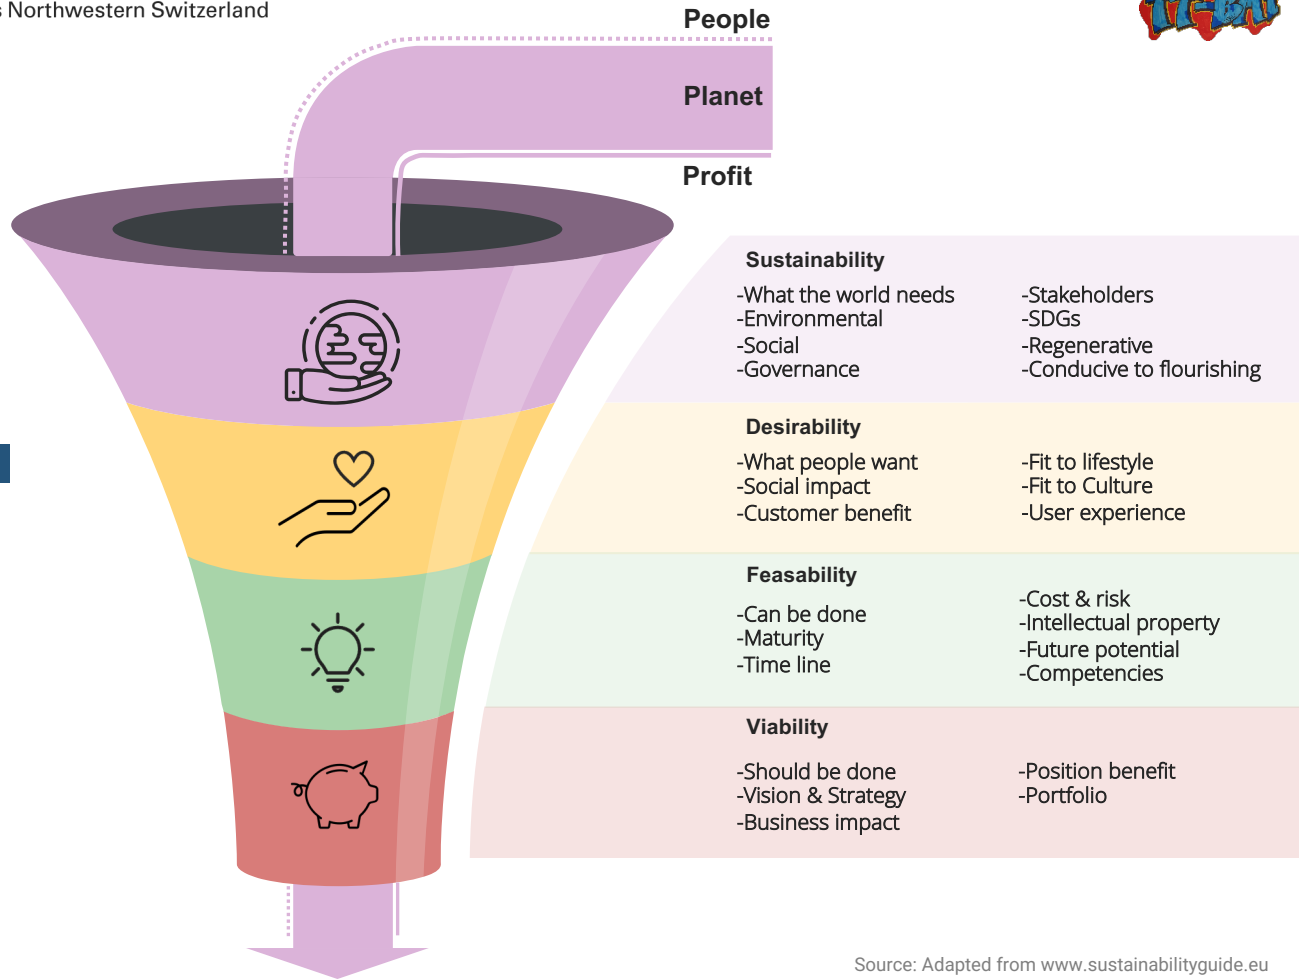 s Northwestern Switzerland
People
Planet
Profit
Sustainability
-What the world needs
-Environmental
-Social
-Governance
-Stakeholders
-SDGs
-Regenerative
-Conducive to flourishing
Desirability
-What people want
-Social impact
-Customer benefit
-Fit to lifestyle
-Fit to Culture
-User experience
Feasability
-Can be done
-Maturity
-Time line
-Cost & risk
-Intellectual property
-Future potential
-Competencies
Viability
-Should be done
-Vision & Strategy
-Business impact
-Position benefit
-Portfolio
Source: Adapted from www.sustainabilityguide.eu